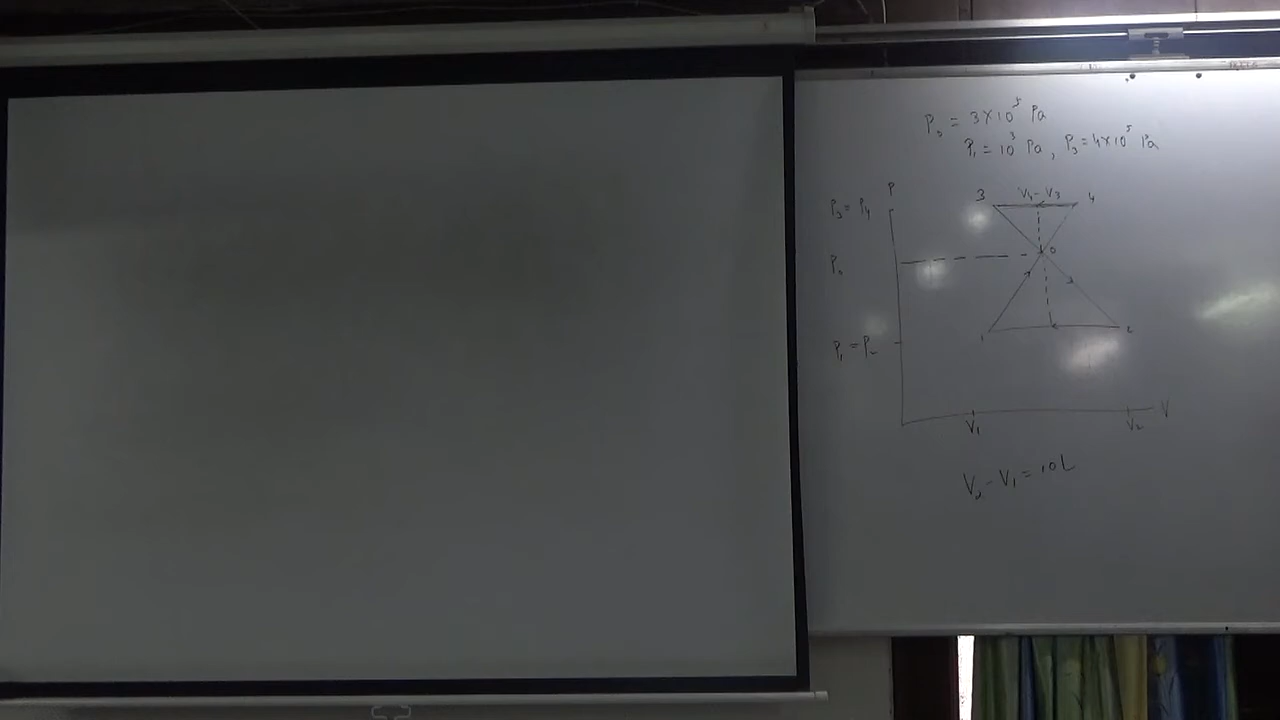 P₀ = 3×10⁵ Pa
P₁ = 10³ Pa, P₃ = 4×10⁵ Pa
P
3 V₄-V₃ 4
P₃ = P₄
P₀ 0
P₁ = P₂
1 2
V₁ V₂ V
V₂ - V₁ = 10L